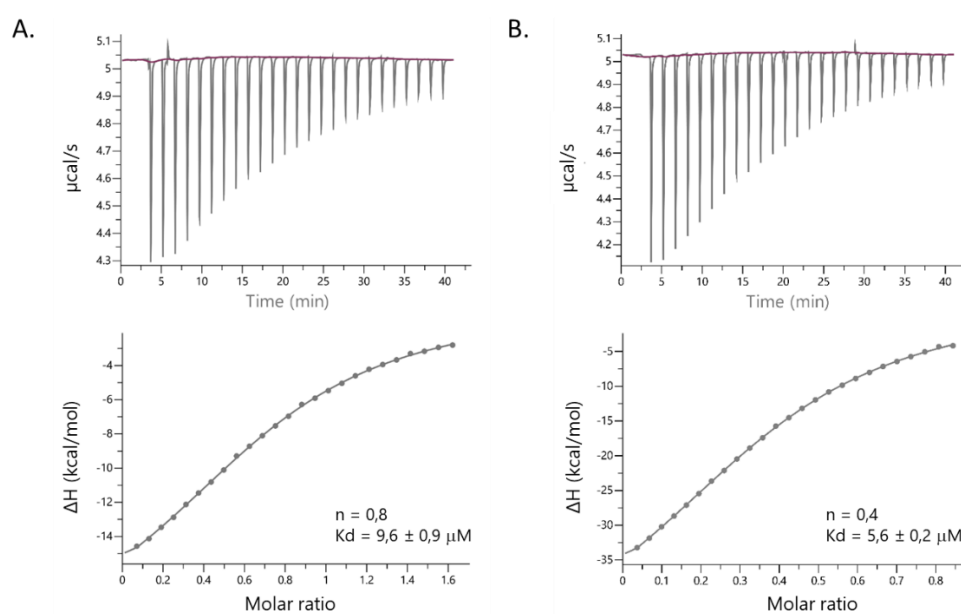 A.
5.1
5
4.9
4.8
4.7
4.6
4.5
4.4
4.3
µcal/s
0 5 10 15 20 25 30 35 40
Time (min)
-4
-6
-8
-10
-12
-14
ΔH (kcal/mol)
n = 0,8
Kd = 9,6 ± 0,9 µM
0 0.2 0.4 0.6 0.8 1 1.2 1.4 1.6
Molar ratio
B.
5.1
5
4.9
4.8
4.7
4.6
4.5
4.4
4.3
4.2
µcal/s
0 5 10 15 20 25 30 35 40
Time (min)
-5
-10
-15
-20
-25
-30
-35
ΔH (kcal/mol)
n = 0,4
Kd = 5,6 ± 0,2 µM
0 0.1 0.2 0.3 0.4 0.5 0.6 0.7 0.8
Molar ratio